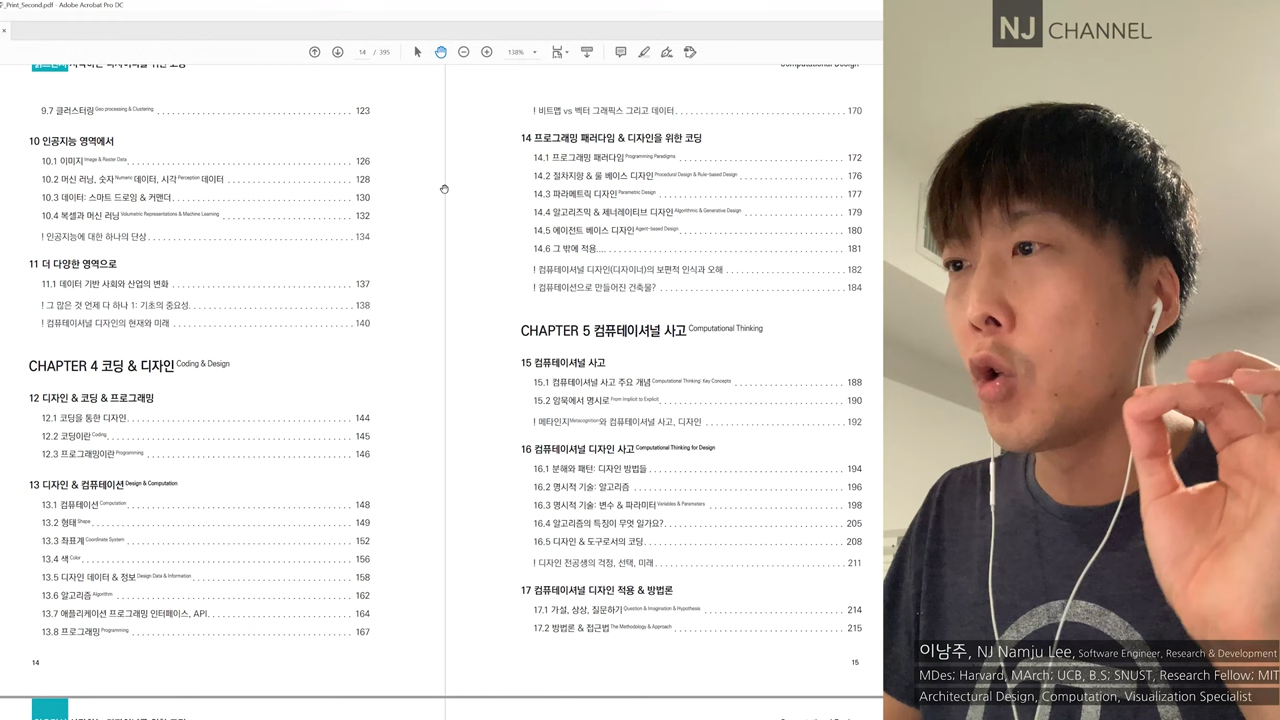 F_Print_Second.pdf - Adobe Acrobat Pro DC
14 / 395
138%
Computational Design
9.7 클러스터링 Geo processing & Clustering 123
10 인공지능 영역에서
10.1 이미지 Image & Raster Data 126
10.2 머신 러닝, 숫자 Numeric 데이터, 시각 Perception 데이터 128
10.3 데이터: 스마트 드로잉 & 커맨더 130
10.4 복셀과 머신 러닝 Volumetric Representations & Machine Learning 132
! 인공지능에 대한 하나의 단상 134
11 더 다양한 영역으로
11.1 데이터 기반 사회와 산업의 변화 137
! 그 많은 것 언제 다 하나 1: 기초의 중요성 138
! 컴퓨테이셔널 디자인의 현재와 미래 140
CHAPTER 4 코딩 & 디자인 Coding & Design
12 디자인 & 코딩 & 프로그래밍
12.1 코딩을 통한 디자인 144
12.2 코딩이란 Coding 145
12.3 프로그래밍이란 Programming 146
13 디자인 & 컴퓨테이션 Design & Computation
13.1 컴퓨테이션 Computation 148
13.2 형태 Shape 149
13.3 좌표계 Coordinate System 152
13.4 색 Color 156
13.5 디자인 데이터 & 정보 Design Data & Information 158
13.6 알고리즘 Algorithm 162
13.7 애플리케이션 프로그래밍 인터페이스, API 164
13.8 프로그래밍 Programming 167
14
! 비트맵 vs 벡터 그래픽스 그리고 데이터 170
14 프로그래밍 패러다임 & 디자인을 위한 코딩
14.1 프로그래밍 패러다임 Programming Paradigms 172
14.2 절차지향 & 룰 베이스 디자인 Procedural Design & Rule-based Design 176
14.3 파라메트릭 디자인 Parametric Design 177
14.4 알고리즈믹 & 제너레이티브 디자인 Algorithmic & Generative Design 179
14.5 에이전트 베이스 디자인 Agent-based Design 180
14.6 그 밖에 적용.... 181
! 컴퓨테이셔널 디자인(디자이너)의 보편적 인식과 오해 182
! 컴퓨테이션으로 만들어진 건축물? 184
CHAPTER 5 컴퓨테이셔널 사고 Computational Thinking
15 컴퓨테이셔널 사고
15.1 컴퓨테이셔널 사고 주요 개념 Computational Thinking: Key Concepts 188
15.2 암묵에서 명시로 From Implicit to Explicit 190
! 메타인지 Metacognition와 컴퓨테이셔널 사고, 디자인 192
16 컴퓨테이셔널 디자인 사고 Computational Thinking for Design
16.1 분해와 패턴: 디자인 방법들 194
16.2 명시적 기술: 알고리즘 196
16.3 명시적 기술: 변수 & 파라미터 Variables & Parameters 198
16.4 알고리즘의 특징이 무엇 일가요? 205
16.5 디자인 & 도구로서의 코딩 208
! 디자인 전공생의 걱정, 선택, 미래 211
17 컴퓨테이셔널 디자인 적용 & 방법론
17.1 가설, 상상, 질문하기 Question & Imagination & Hypothesis 214
17.2 방법론 & 접근법 The Methodology & Approach 215
15
Computational Design
NJ CHANNEL
이남주, NJ Namju Lee, Software Engineer, Research & Development
MDes; Harvard, MArch; UCB, B.S; SNUST, Research Fellow; MIT
Architectural Design, Computation, Visualization Specialist